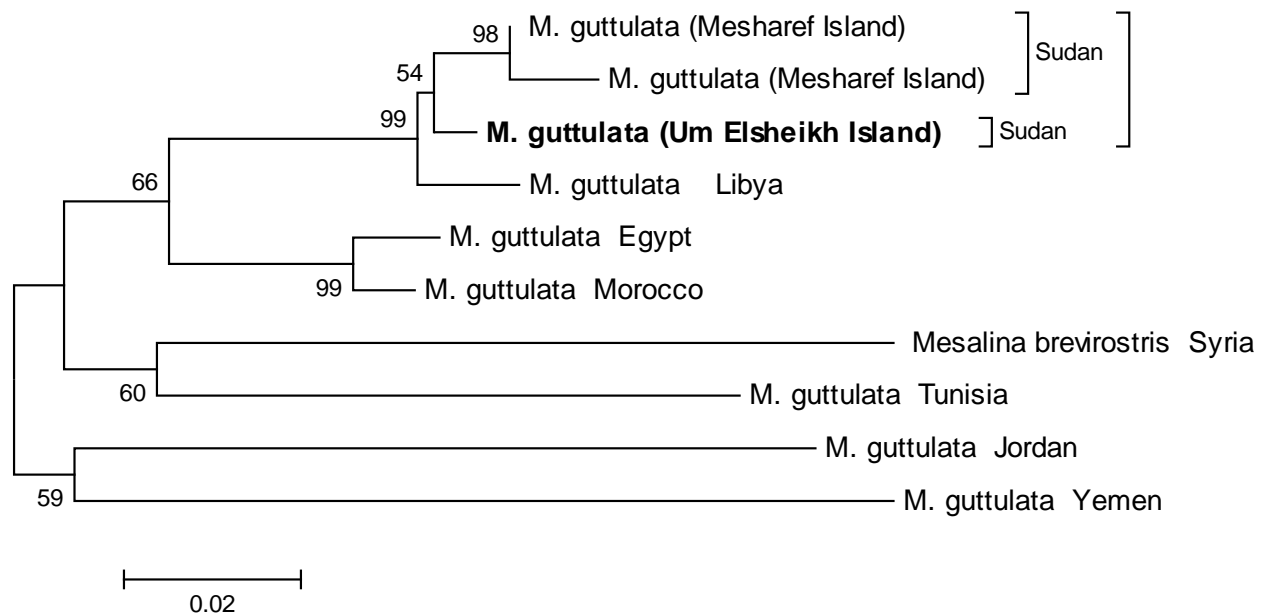 98
M. guttulata (Mesharef Island)
Sudan
54
M. guttulata (Mesharef Island)
99
M. guttulata (Um Elsheikh Island)
Sudan
66
M. guttulata Libya
M. guttulata Egypt
99
M. guttulata Morocco
Mesalina brevirostris Syria
60
M. guttulata Tunisia
M. guttulata Jordan
59
M. guttulata Yemen
0.02